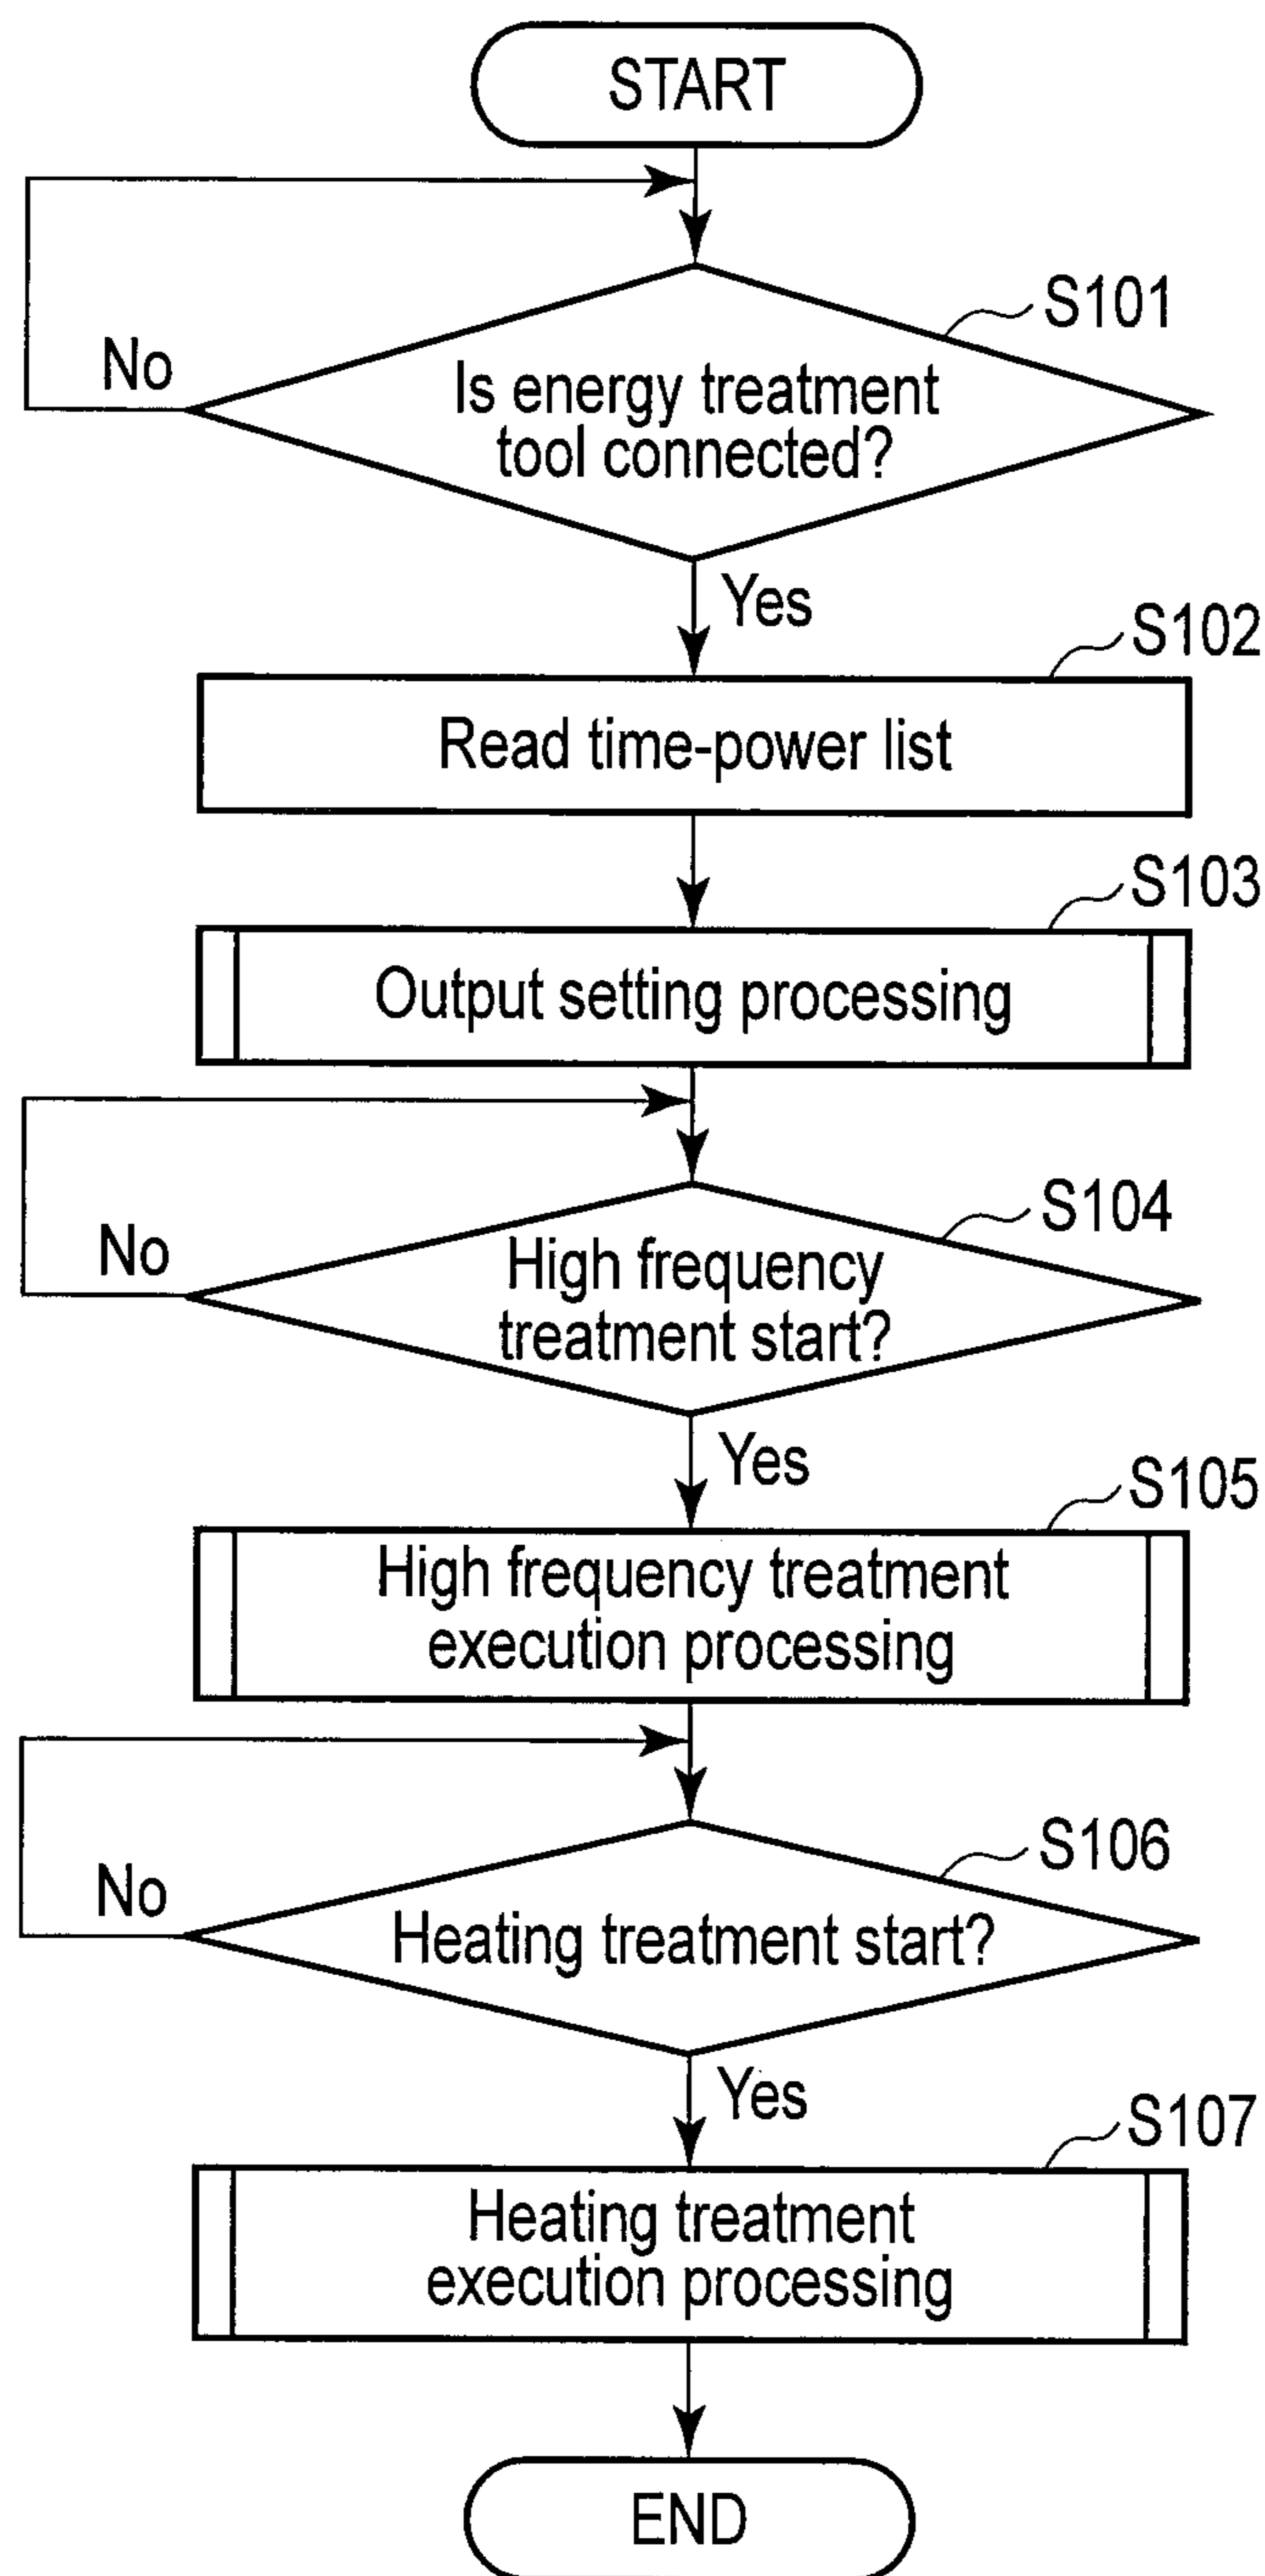 START
S101
No
Is energy treatment
tool connected?
Yes
S102
Read time-power list
S103
Output setting processing
S104
No
High frequency
treatment start?
Yes
S105
High frequency treatment
execution processing
S106
No
Heating treatment start?
Yes
S107
Heating treatment
execution processing
END